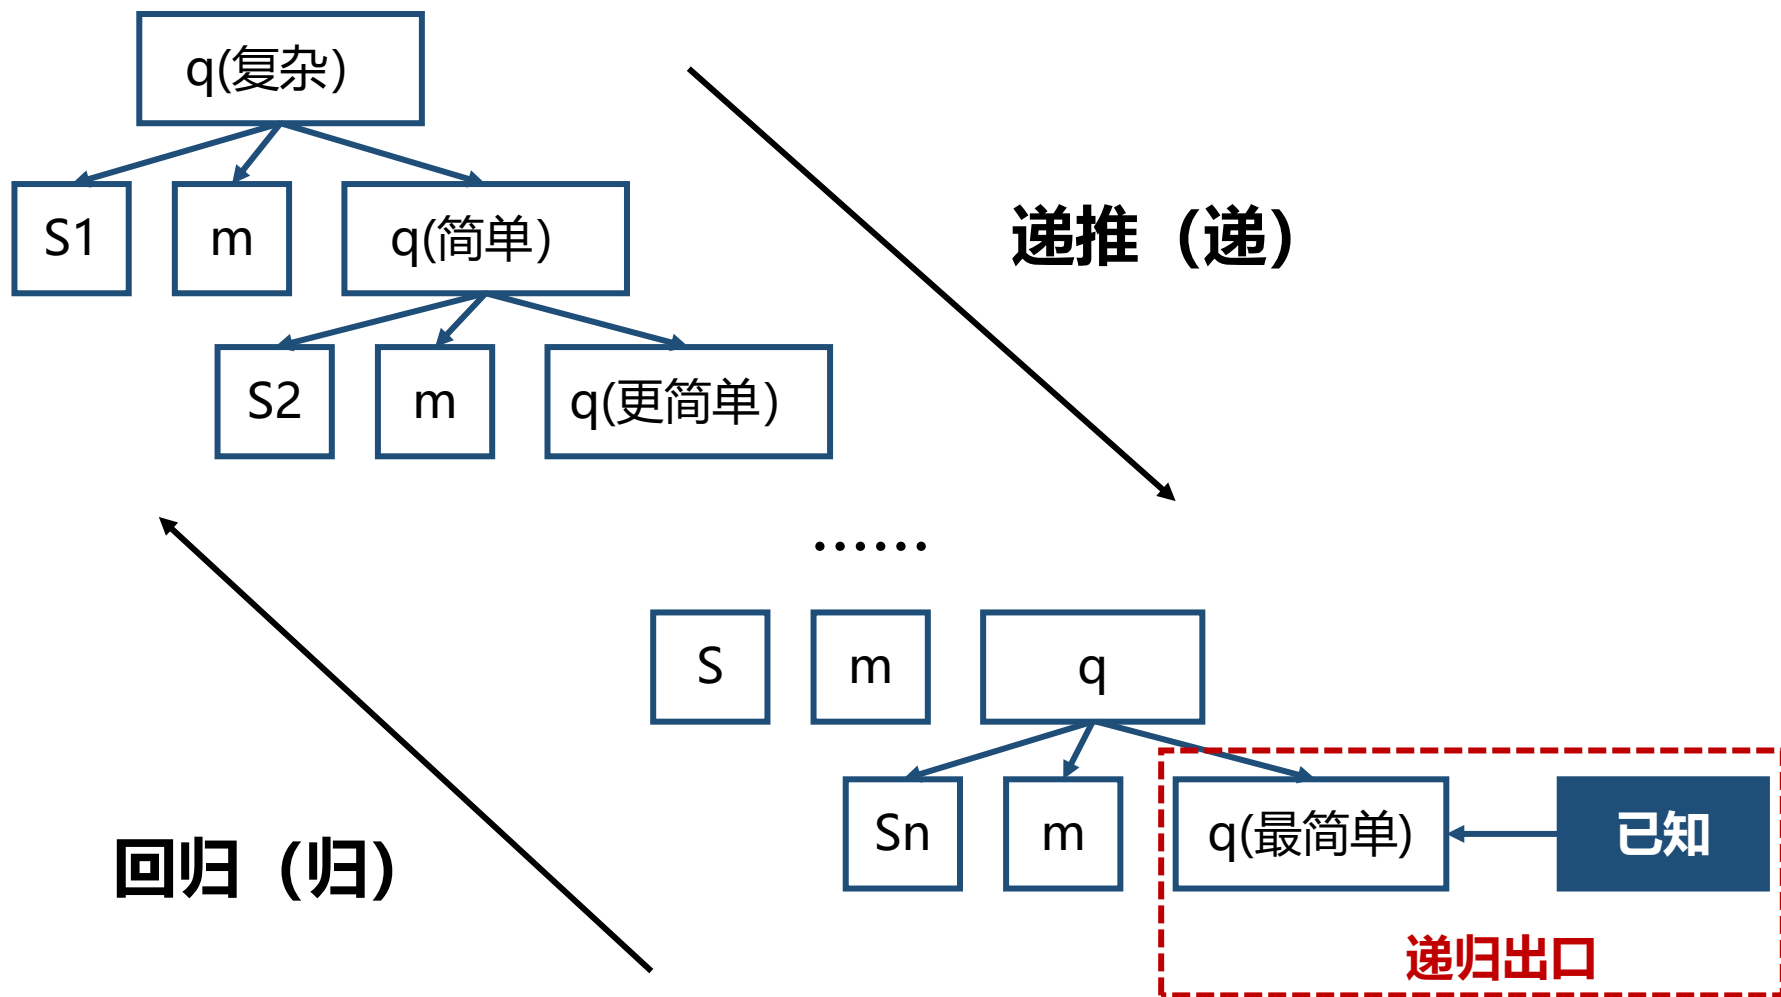 q(复杂）
S1
m
q(简单）
递推（递）
S2
m
q(更简单）
……
S
m
q
Sn
m
q(最简单)
已知
回归（归）
递归出口